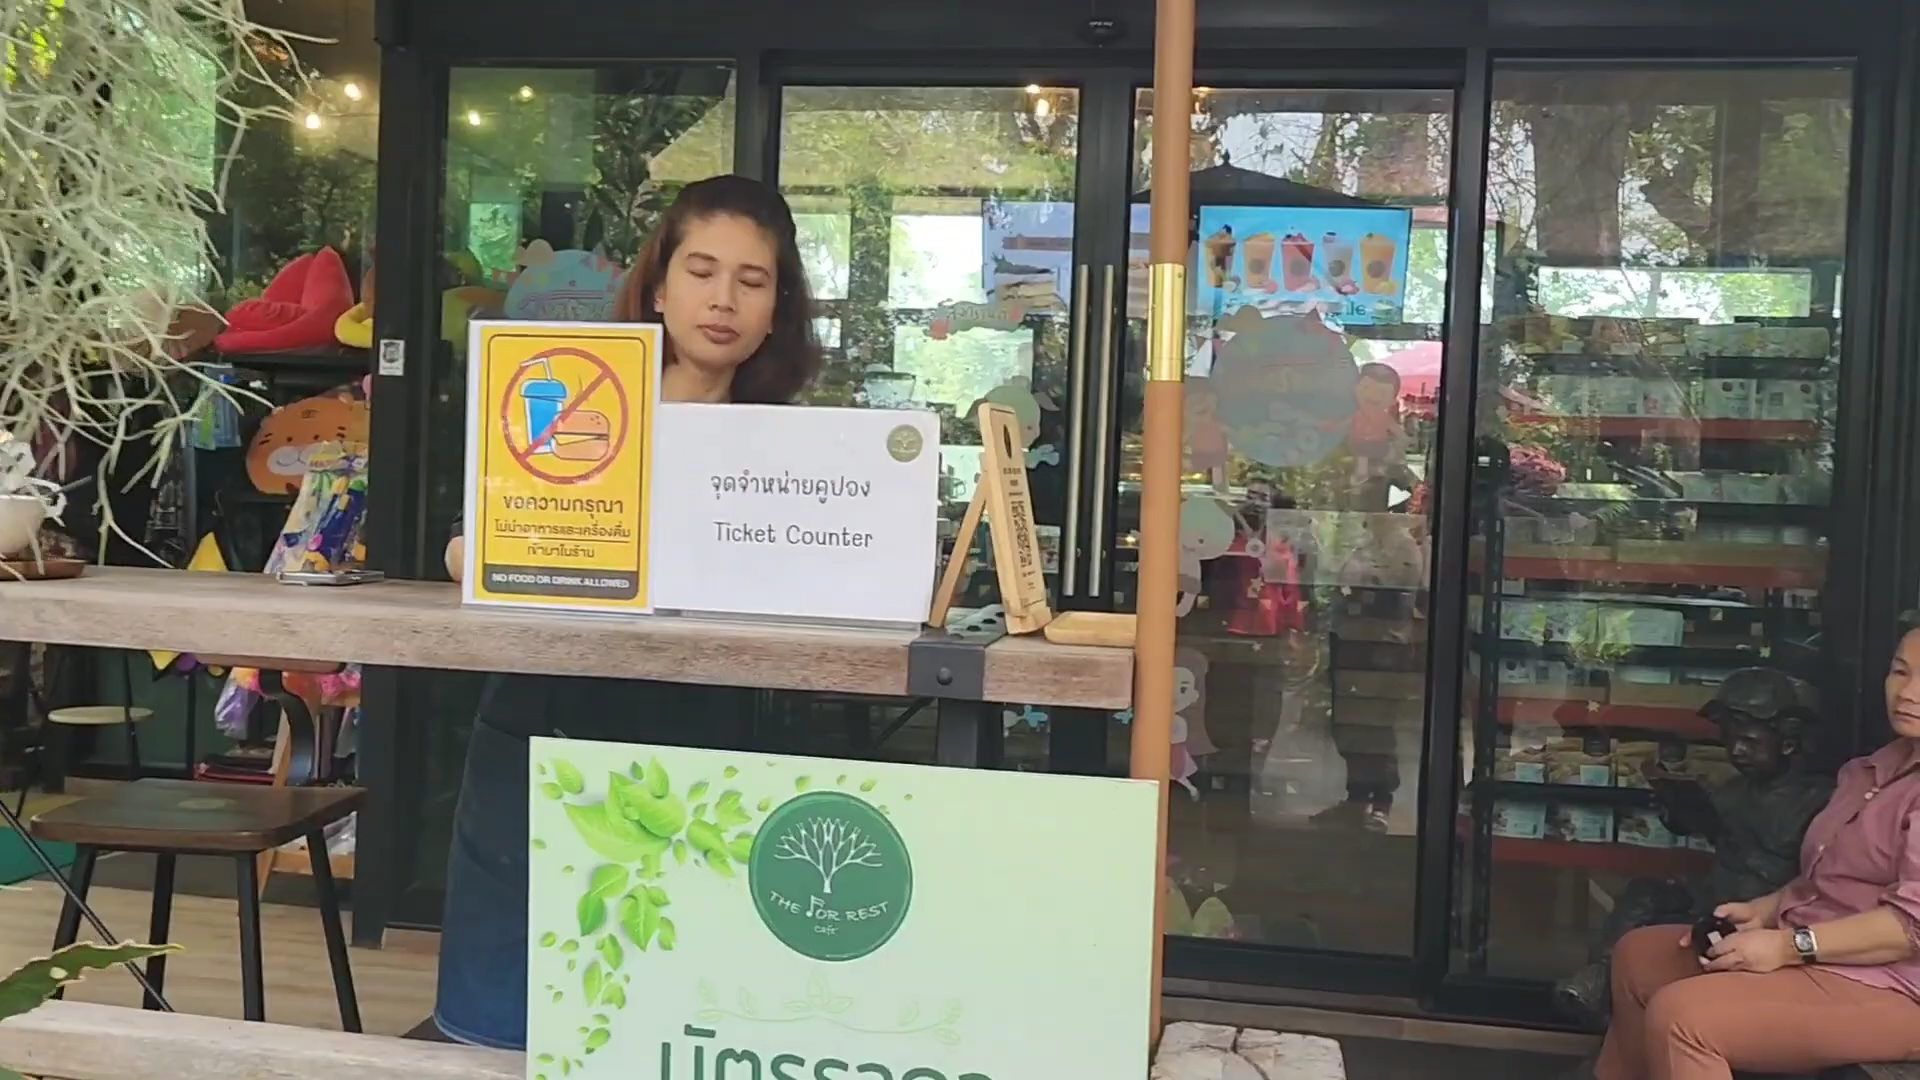 ขอความกรุณา
ไม่นำอาหารและเครื่องดื่ม
เข้ามาในร้าน
NO FOOD OR DRINK ALLOWED
จุดจำหน่ายคูปอง
Ticket Counter
THE FOR REST
café